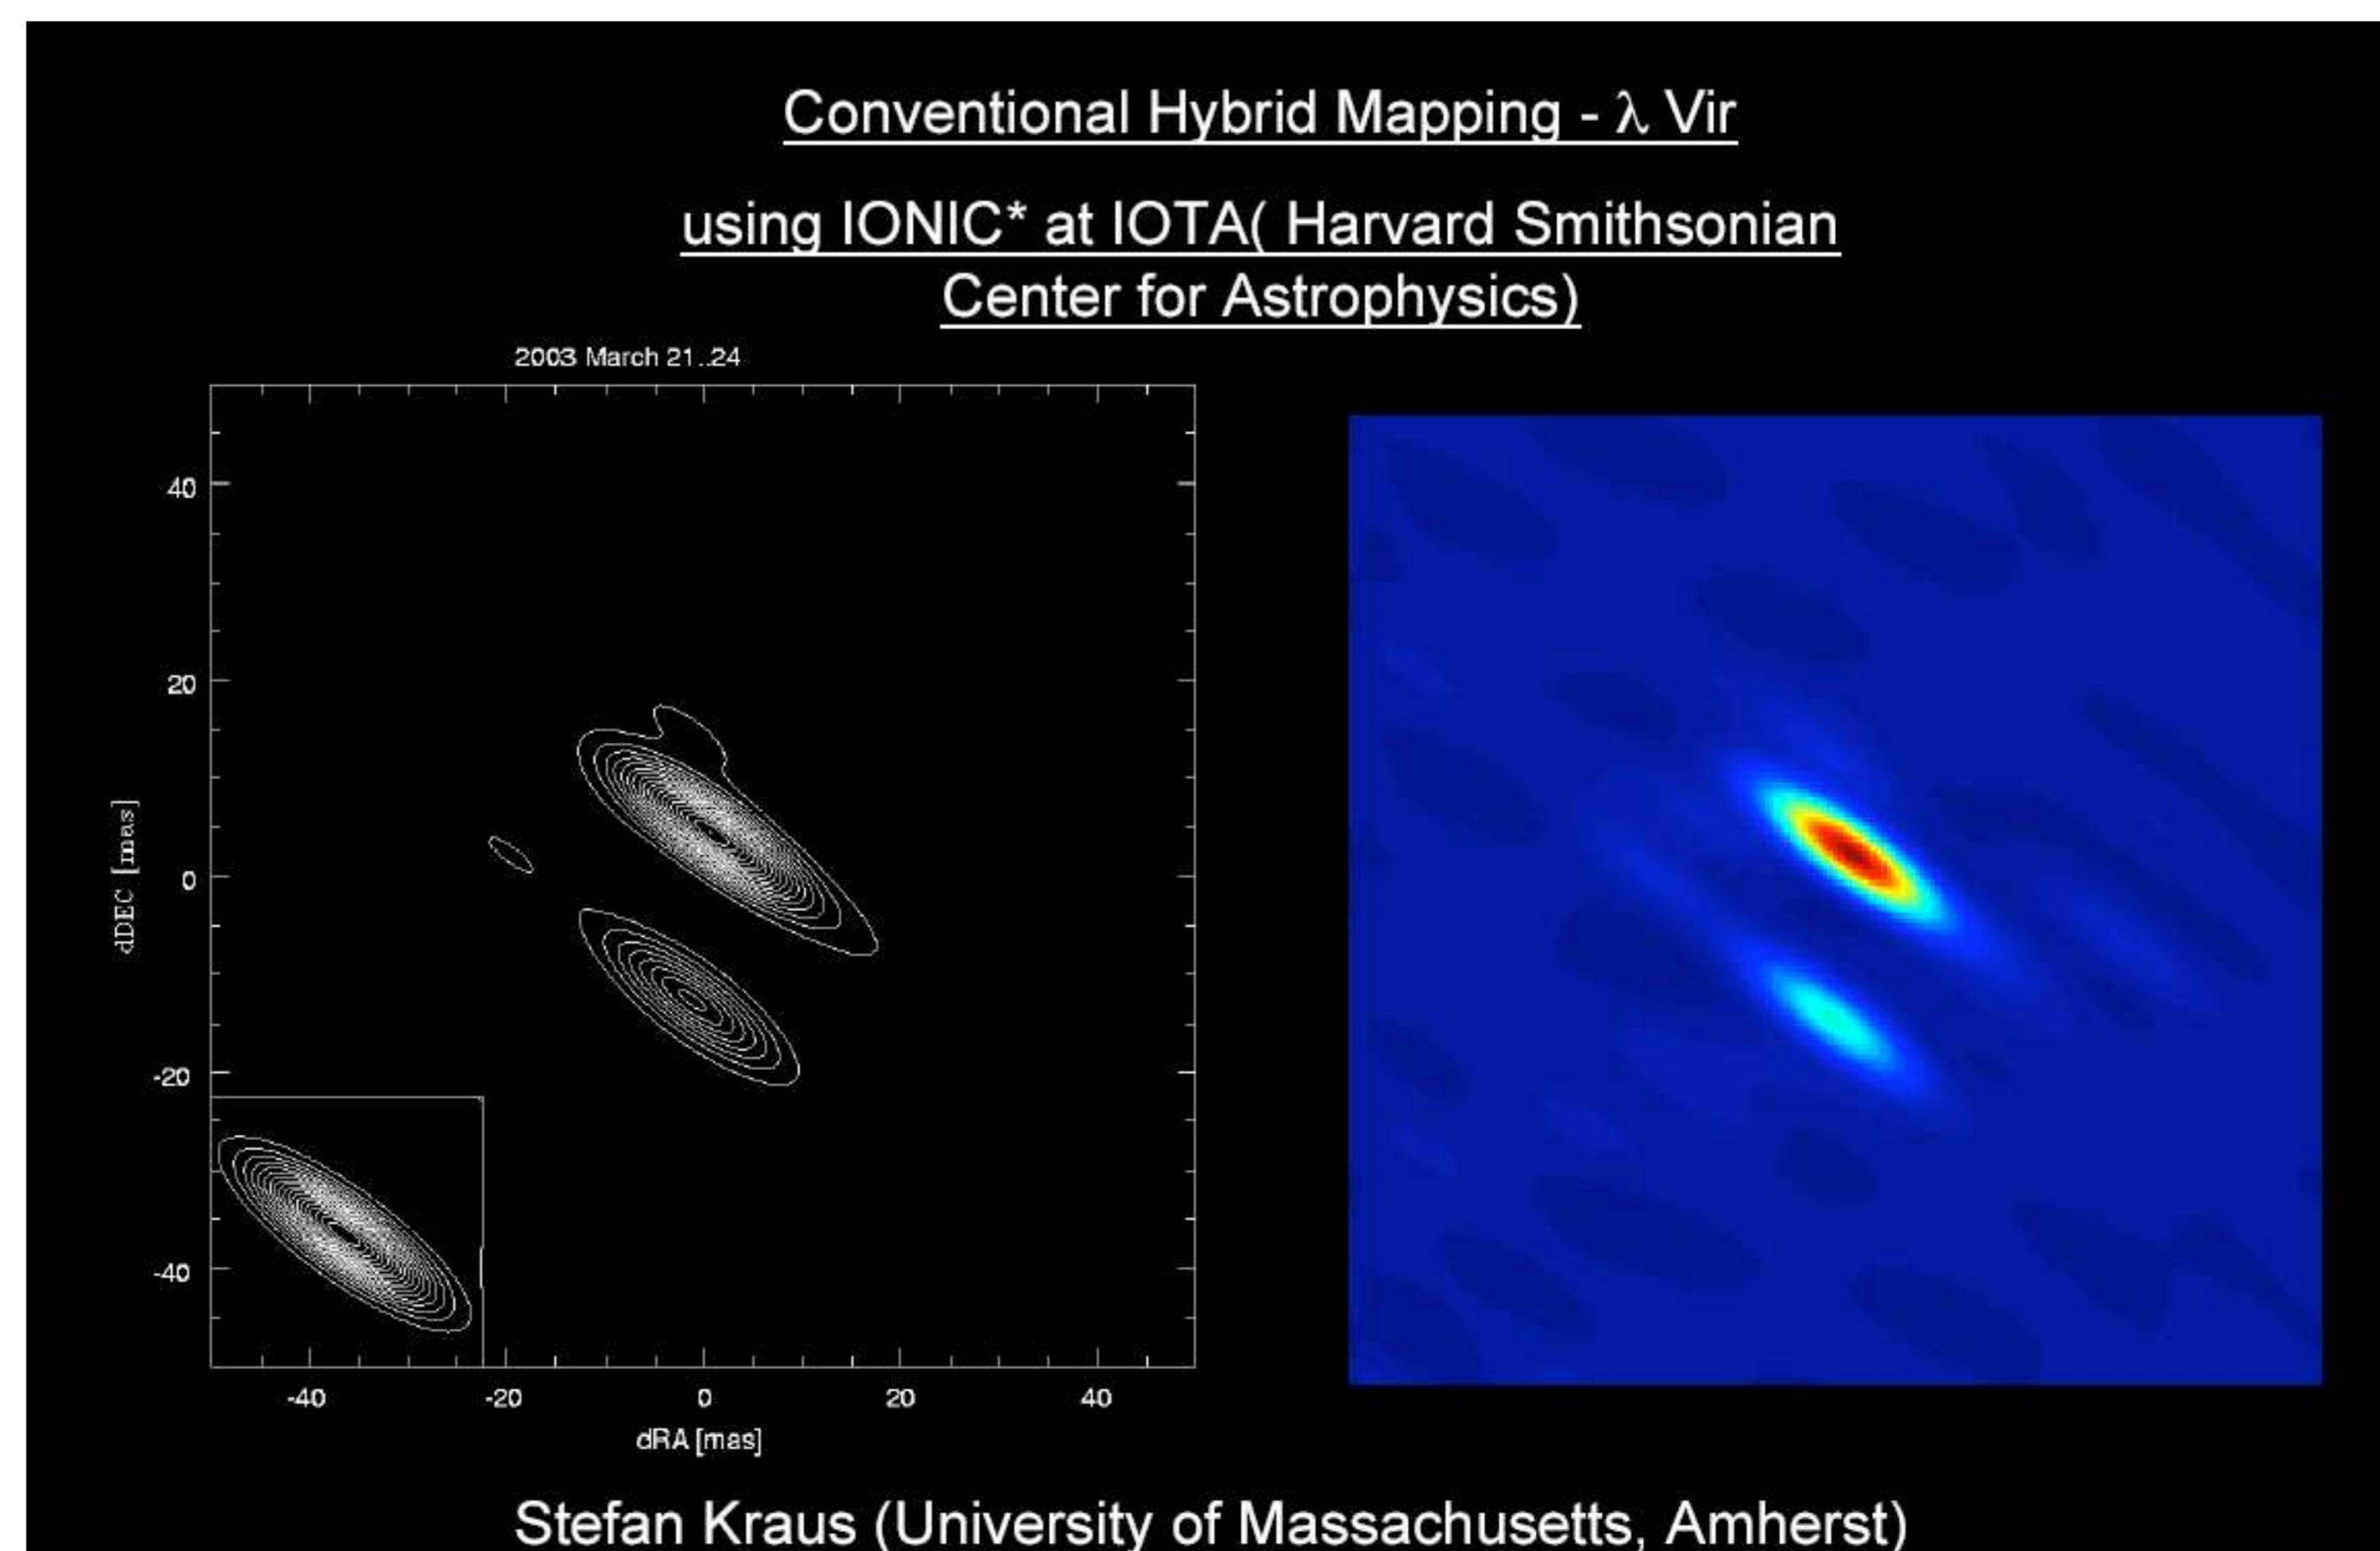 Conventional Hybrid Mapping - λ Vir
using IONIC* at IOTA( Harvard Smithsonian
Center for Astrophysics)
2003 March 21..24
40
20
0
-20
-40
dDEC [mas]
-40 -20 0 20 40
dRA [mas]
Stefan Kraus (University of Massachusetts, Amherst)